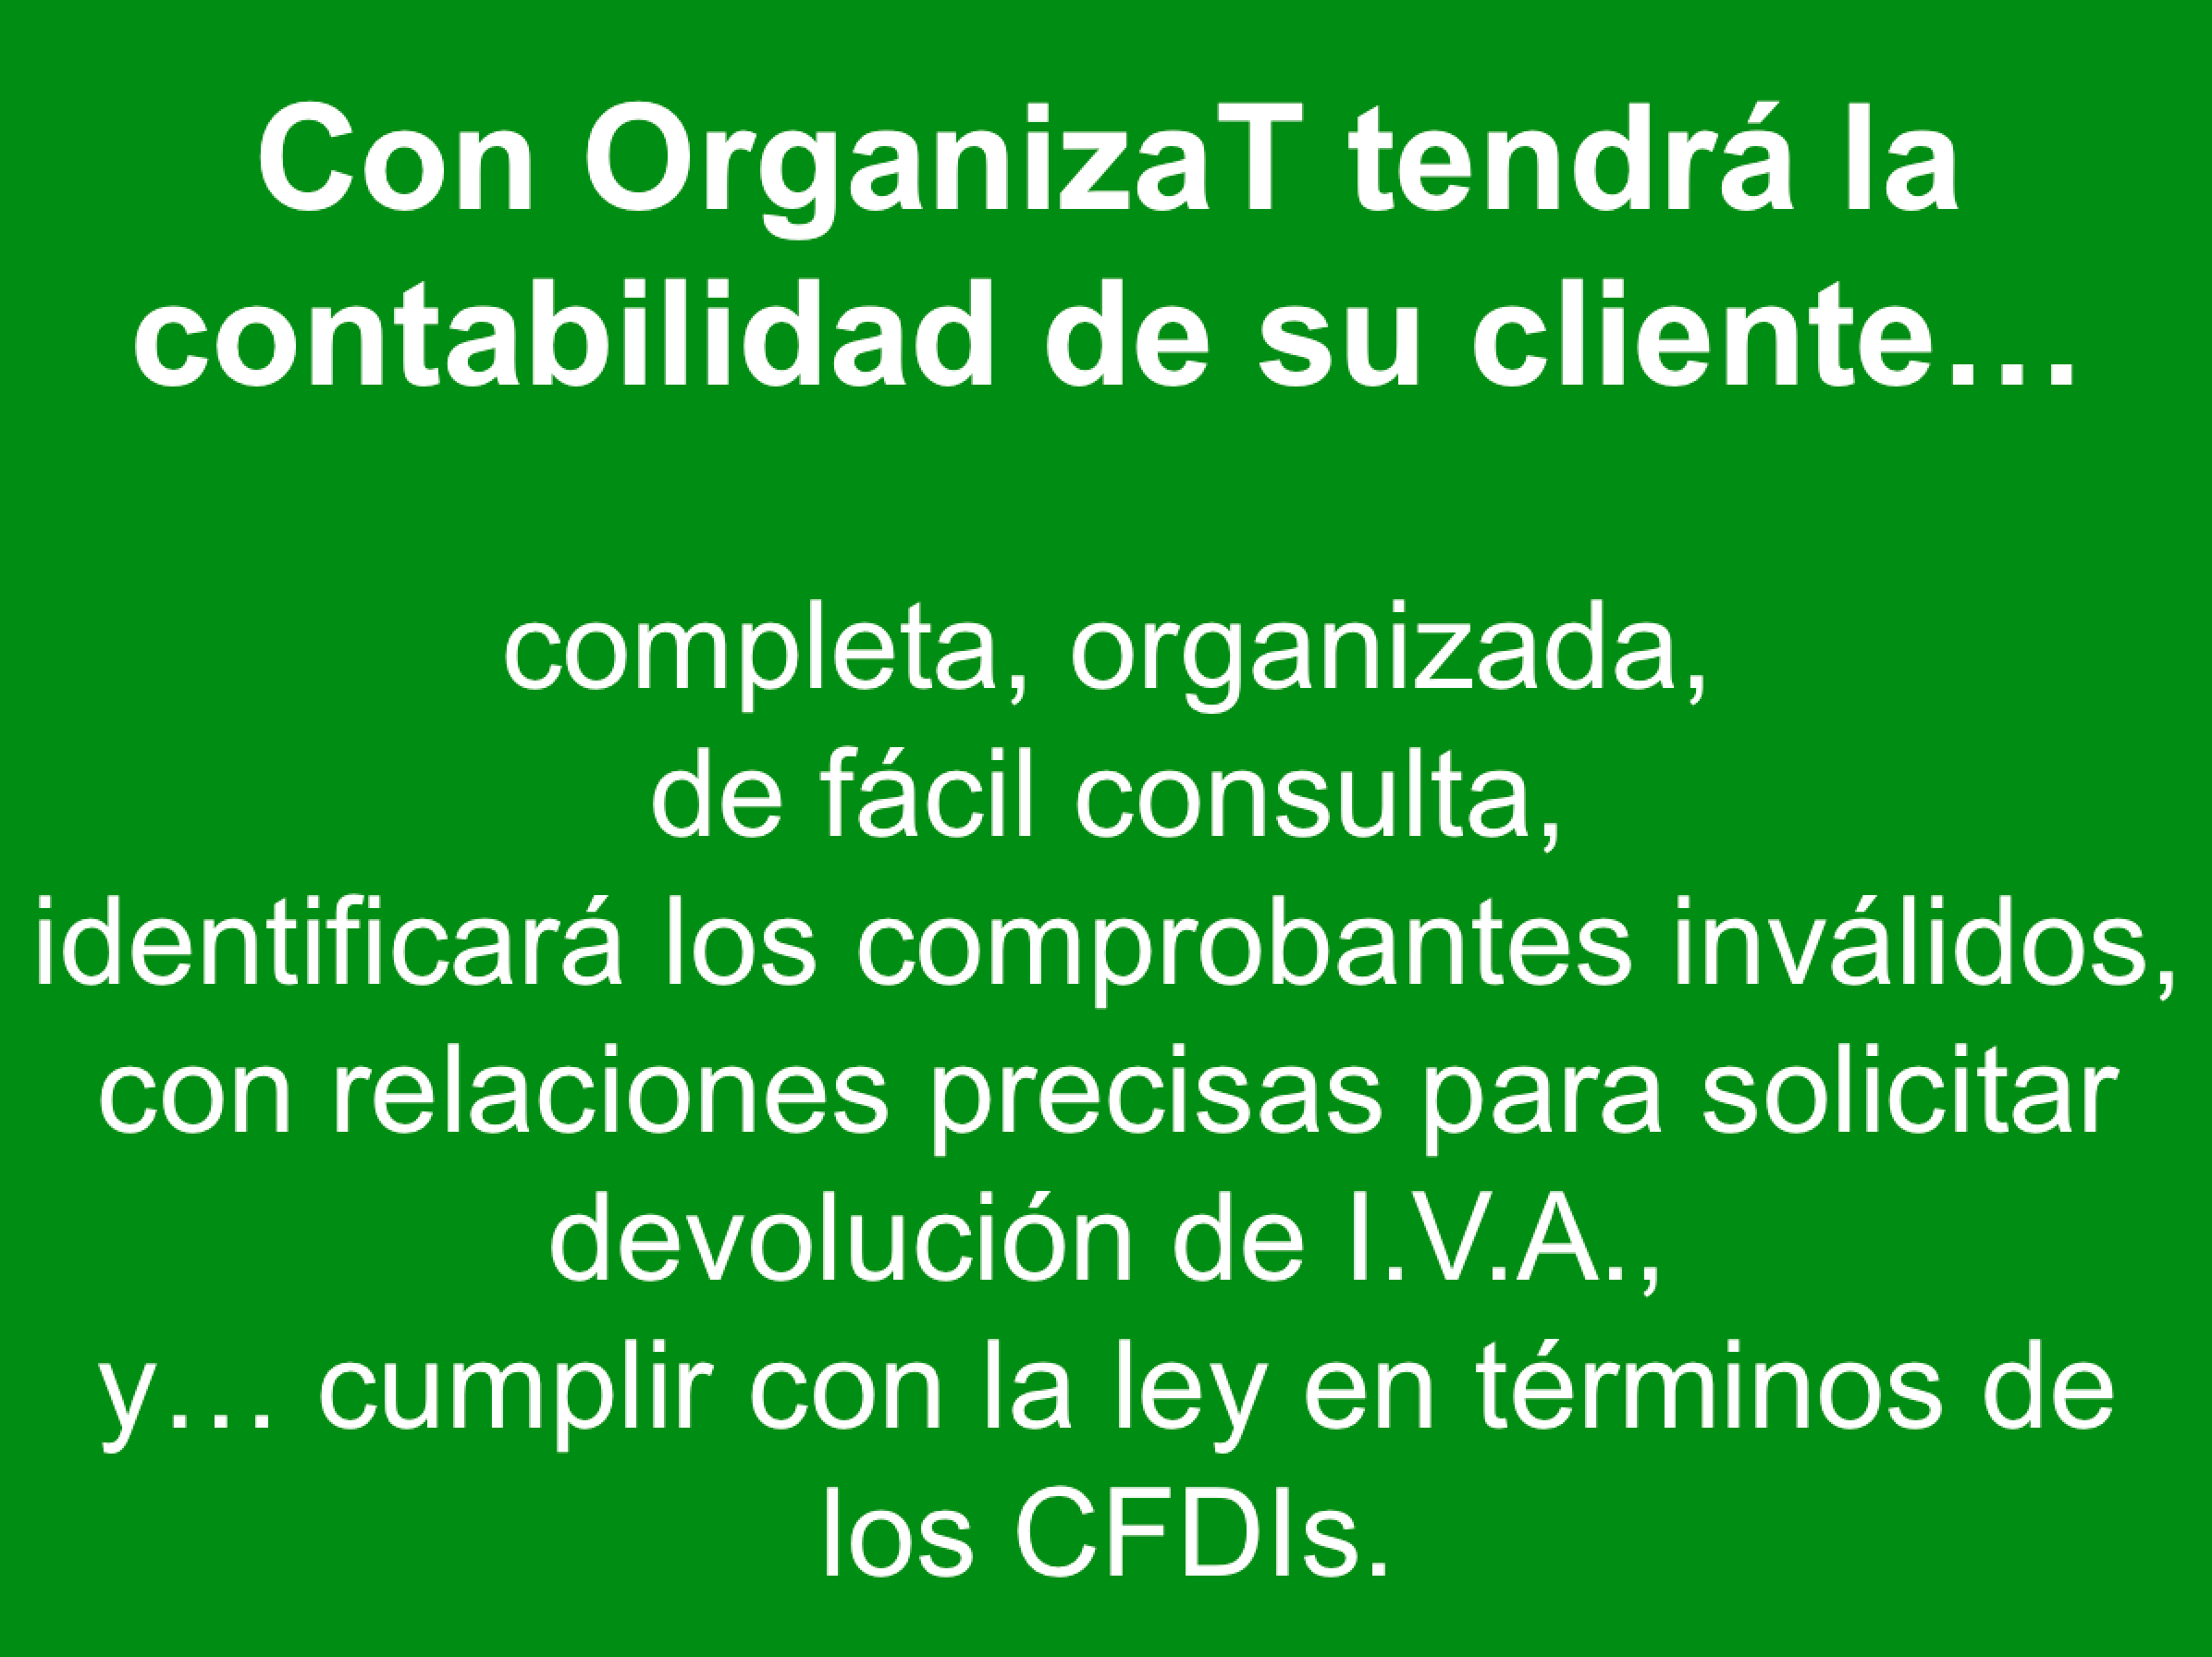 Con OrganizaT tendrá la
contabilidad de su cliente…
completa, organizada,
de fácil consulta,
identificará los comprobantes inválidos,
con relaciones precisas para solicitar
devolución de I.V.A.,
y… cumplir con la ley en términos de
los CFDIs.